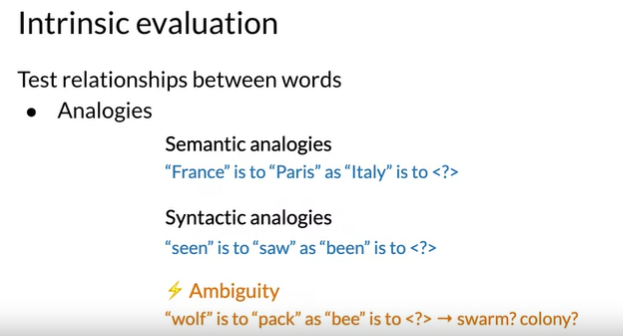 Intrinsic evaluation
Test relationships between words
● Analogies
Semantic analogies
“France” is to “Paris” as “Italy” is to <?>
Syntactic analogies
“seen” is to “saw” as “been” is to <?>
⚡ Ambiguity
“wolf” is to “pack” as “bee” is to <?> → swarm? colony?